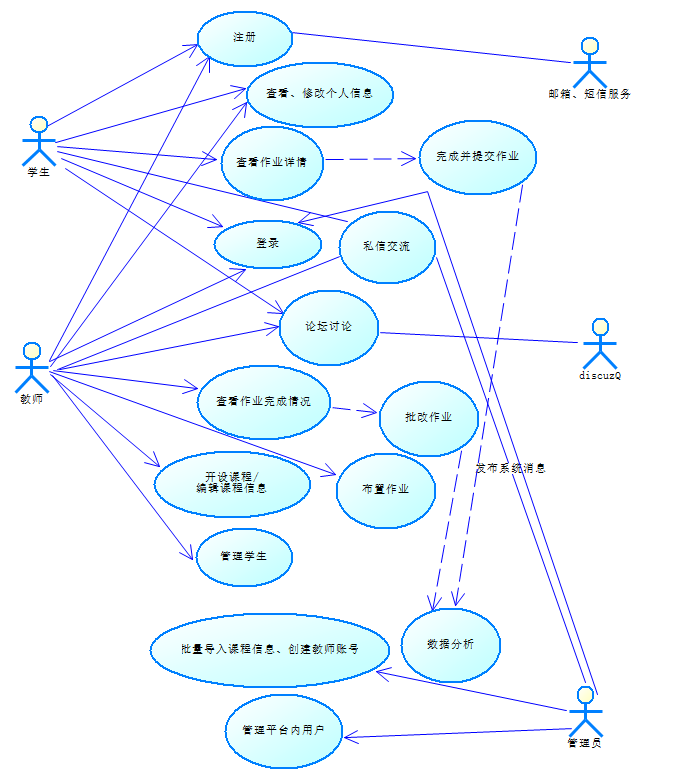 注册
邮箱、短信服务
查看、修改个人信息
学生
查看作业详情
完成并提交作业
登录
私信交流
论坛讨论
discuzQ
教师
查看作业完成情况
批改作业
发布系统消息
开设课程/
编辑课程信息
布置作业
管理学生
批量导入课程信息、创建教师账号
数据分析
管理平台内用户
管理员